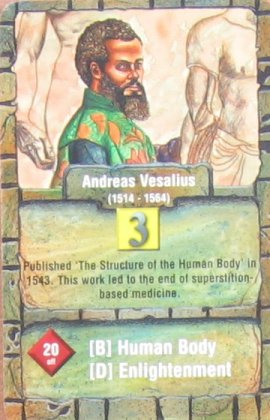 Andreas Vesalius
(1514 - 1564)
3
Published 'The Structure of the Human Body' in
1543. This work led to the end of superstition-
based medicine.
20
all
[B] Human Body
[D] Enlightenment